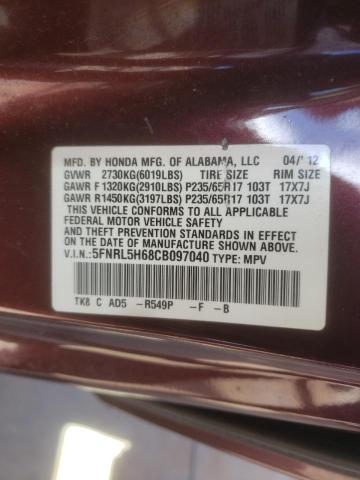 MFD. BY HONDA MFG. OF ALABAMA, LLC 04/'12
GVWR 2730KG(6019LBS) TIRE SIZE RIM SIZE
GAWR F 1320KG(2910LBS) P235/65R17 103T 17X7J
GAWR R1450KG(3197LBS) P235/65R17 103T 17X7J
THIS VEHICLE CONFORMS TO ALL APPLICABLE
FEDERAL MOTOR VEHICLE SAFETY AND
THEFT PREVENTION STANDARDS IN EFFECT
ON THE DATE OF MANUFACTURE SHOWN ABOVE.
V.I.N.: 5FNRL5H68CB097040 TYPE: MPV
TK8 C AD5 -R549P -F -B